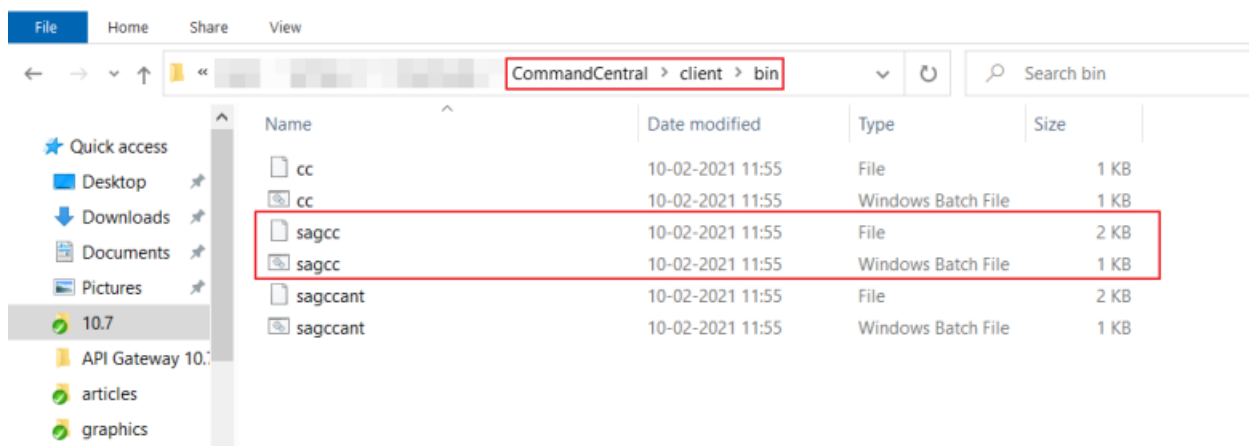 File Home Share View
« CommandCentral > client > bin Search bin
Name Date modified Type Size
Quick access
Desktop
Downloads
Documents
Pictures
10.7
API Gateway 10.7
articles
graphics
cc 10-02-2021 11:55 File 1 KB
cc 10-02-2021 11:55 Windows Batch File 1 KB
sagcc 10-02-2021 11:55 File 2 KB
sagcc 10-02-2021 11:55 Windows Batch File 1 KB
sagccant 10-02-2021 11:55 File 2 KB
sagccant 10-02-2021 11:55 Windows Batch File 1 KB